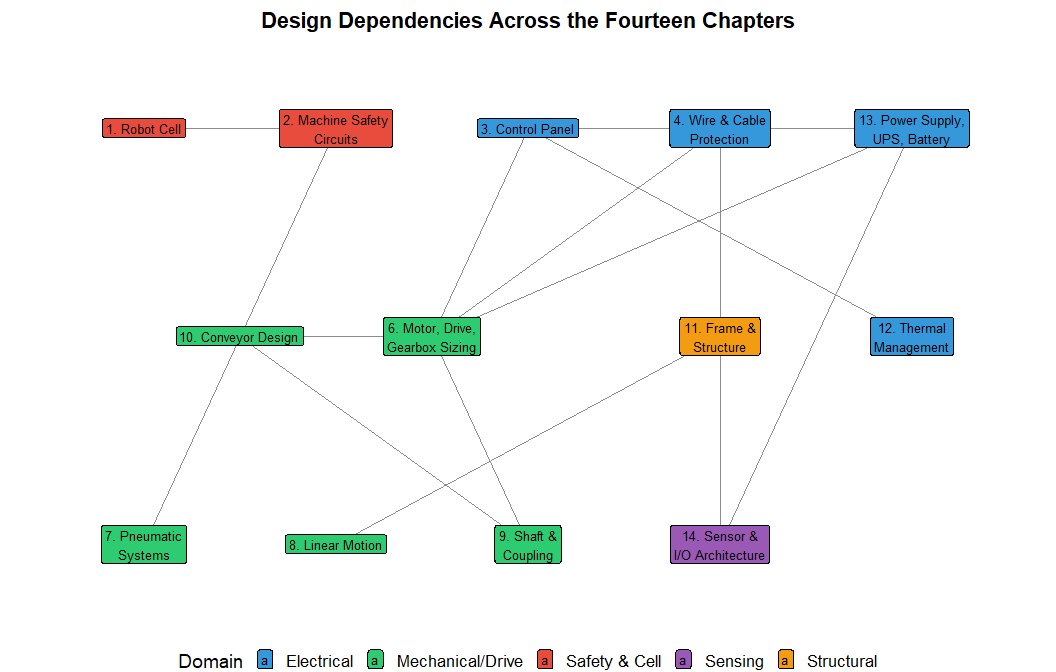 Design Dependencies Across the Fourteen Chapters
1. Robot Cell
2. Machine Safety
Circuits
3. Control Panel
4. Wire & Cable
Protection
13. Power Supply,
UPS, Battery
10. Conveyor Design
6. Motor, Drive,
Gearbox Sizing
11. Frame &
Structure
12. Thermal
Management
7. Pneumatic
Systems
8. Linear Motion
9. Shaft &
Coupling
14. Sensor &
I/O Architecture
Domain a Electrical a Mechanical/Drive a Safety & Cell a Sensing a Structural